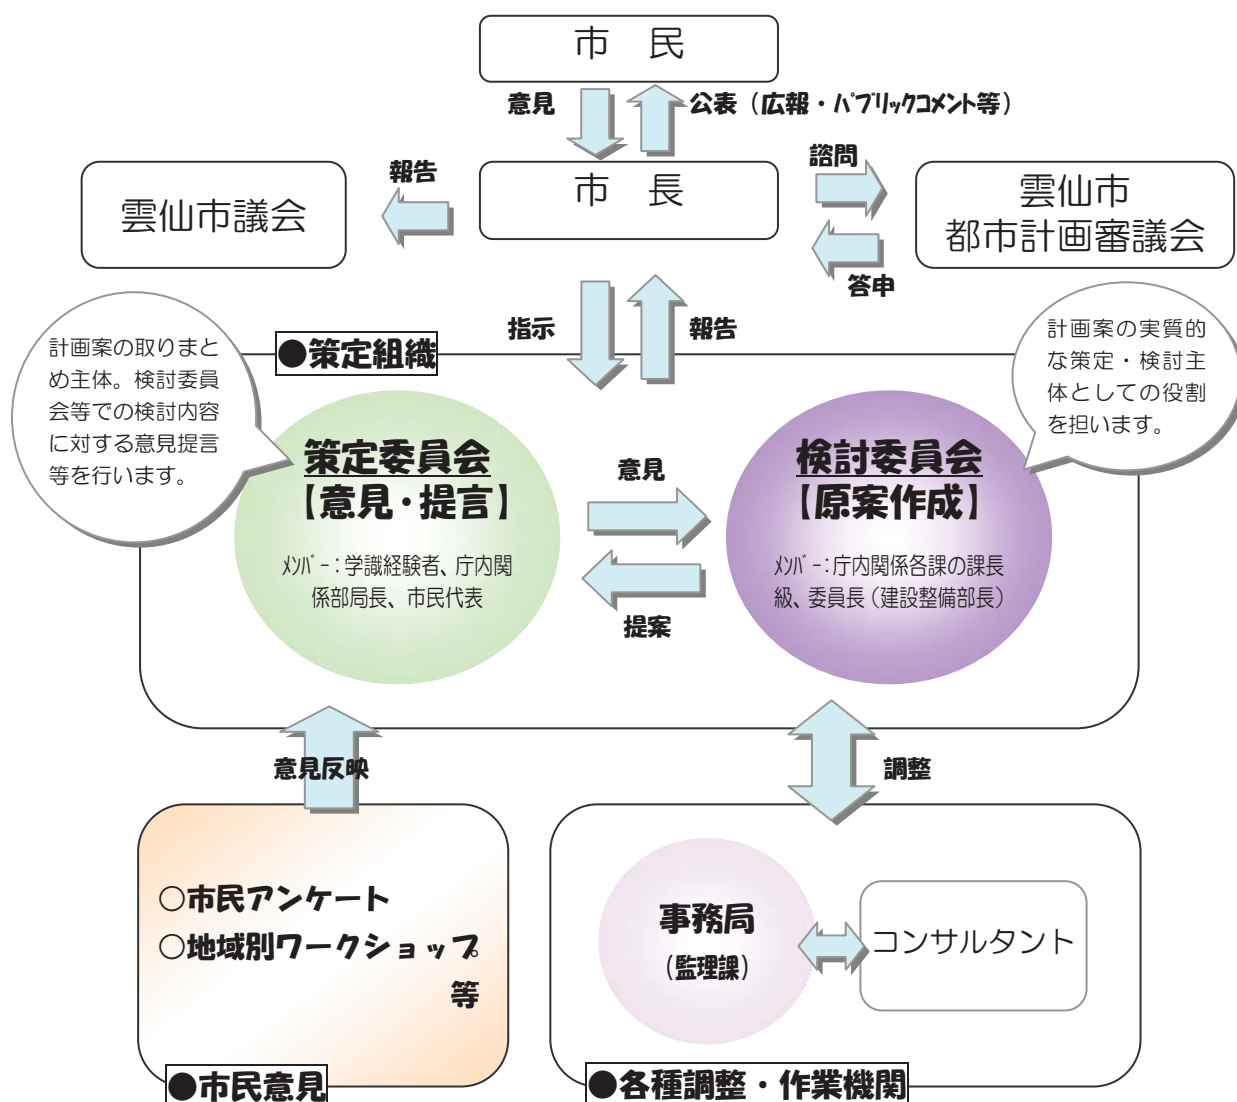 市　民
意見
公表（広報・パブリックコメント等）
報告
市　長
諮問
雲仙市議会
雲仙市
都市計画審議会
答申
指示
報告
●策定組織
計画案の取りまと
め主体。検討委員
会等での検討内容
に対する意見提言
等を行います。
計画案の実質的
な策定・検討主
体としての役割
を担います。
策定委員会
【意見・提言】
メンバー：学識経験者、庁内関
係部局長、市民代表
意見
提案
検討委員会
【原案作成】
メンバー：庁内関係各課の課長
級、委員長（建設整備部長）
意見反映
調整
○市民アンケート
○地域別ワークショップ
等
●市民意見
事務局
（監理課）
コンサルタント
●各種調整・作業機関